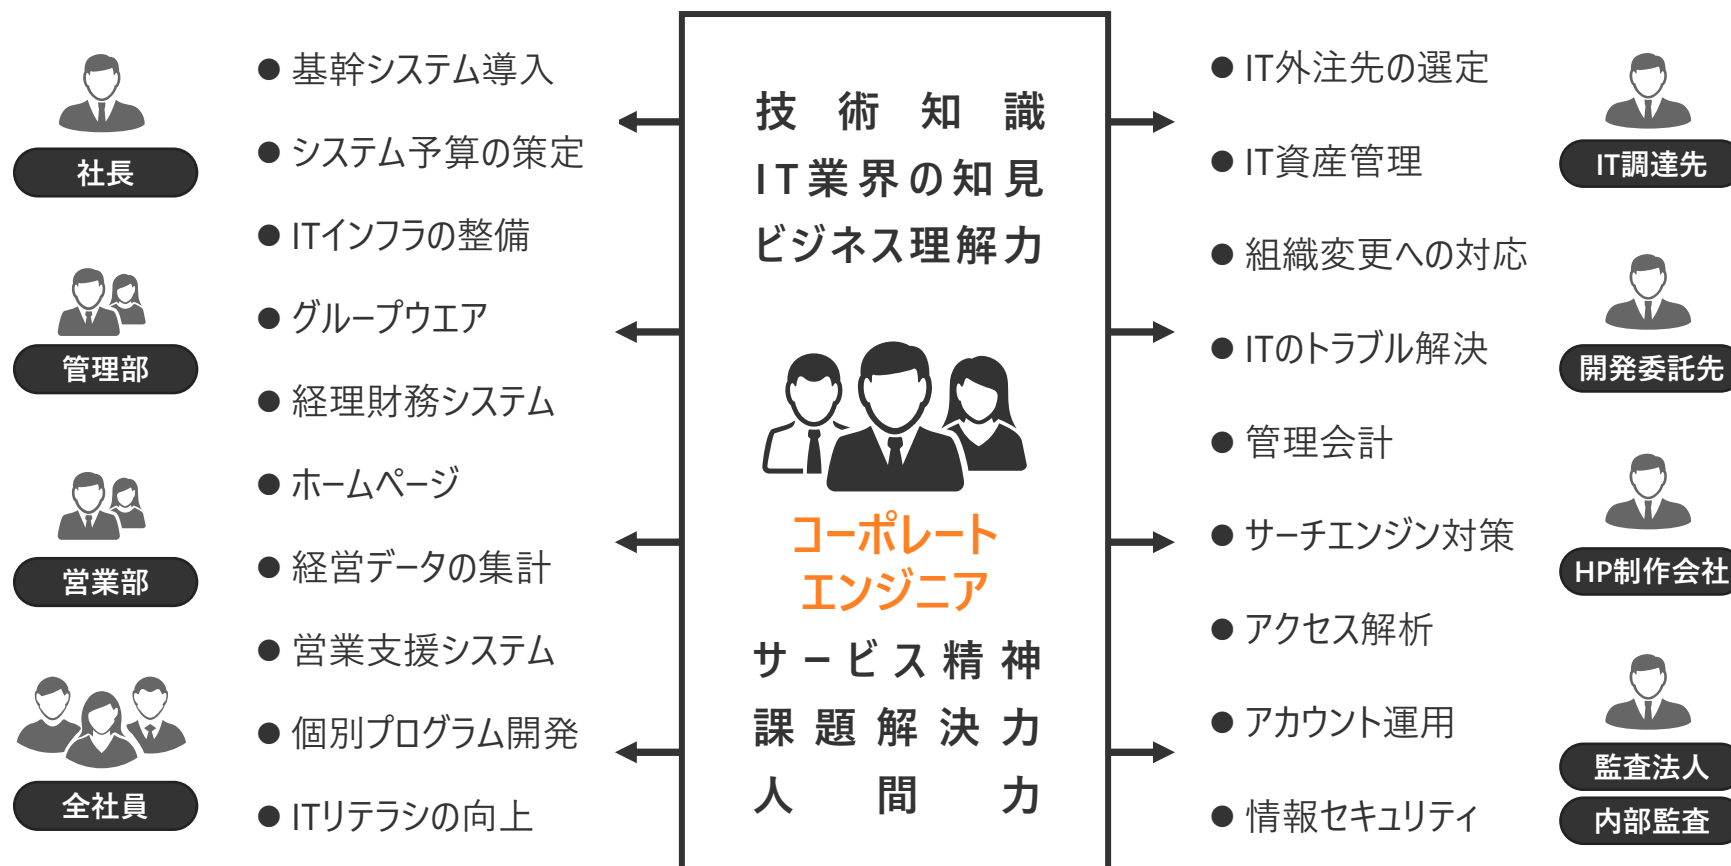 社長
管理部
営業部
全社員
● 基幹システム導入
● システム予算の策定
● ITインフラの整備
● グループウエア
● 経理財務システム
● ホームページ
● 経営データの集計
● 営業支援システム
● 個別プログラム開発
● ITリテラシの向上
技術知識
IT業界の知見
ビジネス理解力
コーポレート
エンジニア
サービス精神
課題解決力
人間力
● IT外注先の選定
● IT資産管理
● 組織変更への対応
● ITのトラブル解決
● 管理会計
● サーチエンジン対策
● アクセス解析
● アカウント運用
● 情報セキュリティ
IT調達先
開発委託先
HP制作会社
監査法人
内部監査